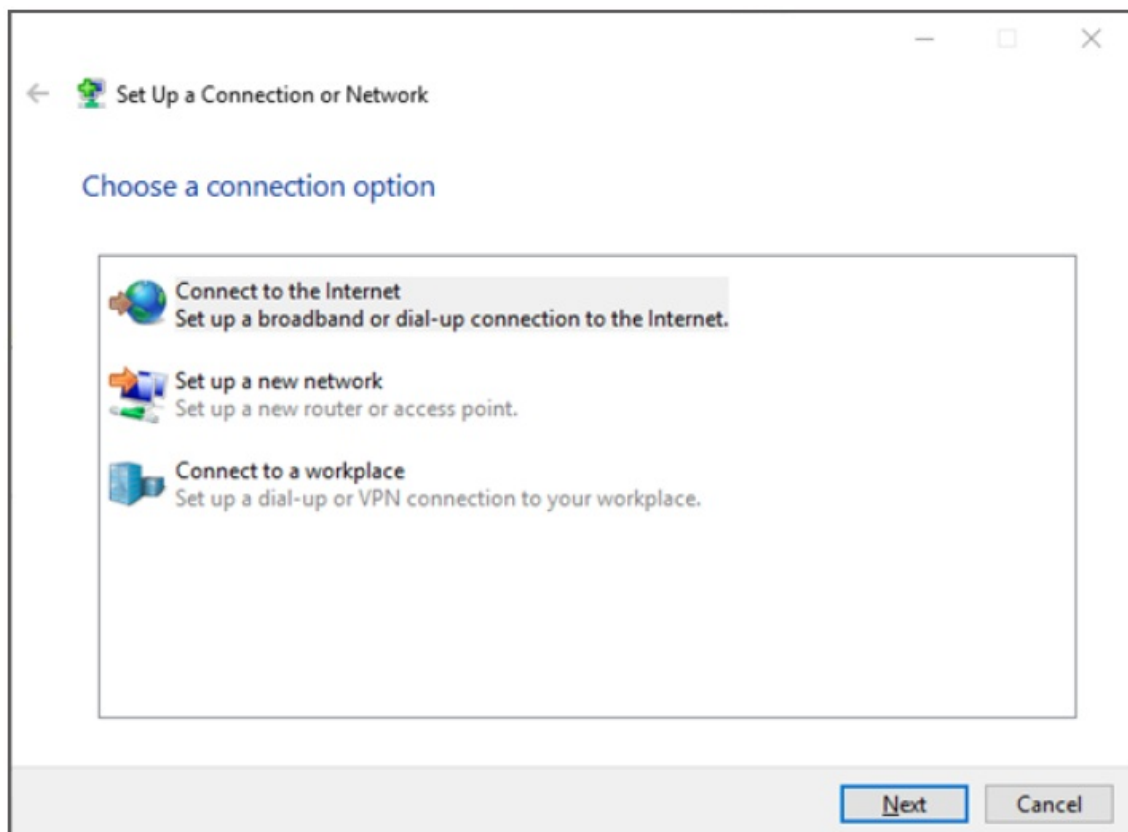 Set Up a Connection or Network
Choose a connection option
Connect to the Internet
Set up a broadband or dial-up connection to the Internet.
Set up a new network
Set up a new router or access point.
Connect to a workplace
Set up a dial-up or VPN connection to your workplace.
Next
Cancel